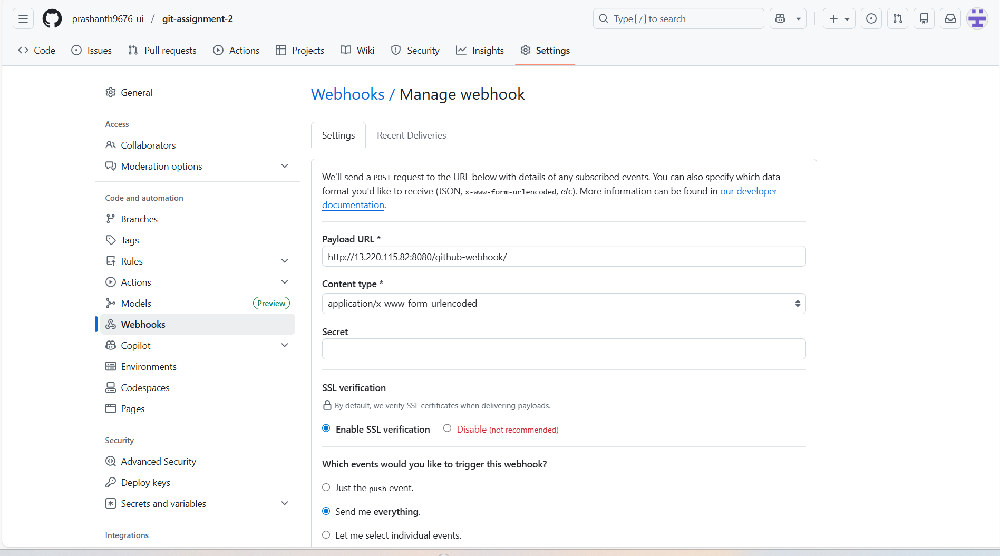 prashanth9676-ui / git-assignment-2
Type / to search
Code
Issues
Pull requests
Actions
Projects
Wiki
Security
Insights
Settings
General
Access
Collaborators
Moderation options
Code and automation
Branches
Tags
Rules
Actions
Models
Preview
Webhooks
Copilot
Environments
Codespaces
Pages
Security
Advanced Security
Deploy keys
Secrets and variables
Integrations
Webhooks / Manage webhook
Settings
Recent Deliveries
We'll send a POST request to the URL below with details of any subscribed events. You can also specify which data
format you'd like to receive (JSON, x-www-form-urlencoded, etc). More information can be found in our developer
documentation.
Payload URL *
http://13.220.115.82:8080/github-webhook/
Content type *
application/x-www-form-urlencoded
Secret
SSL verification
By default, we verify SSL certificates when delivering payloads.
Enable SSL verification
Disable (not recommended)
Which events would you like to trigger this webhook?
Just the push event.
Send me everything.
Let me select individual events.